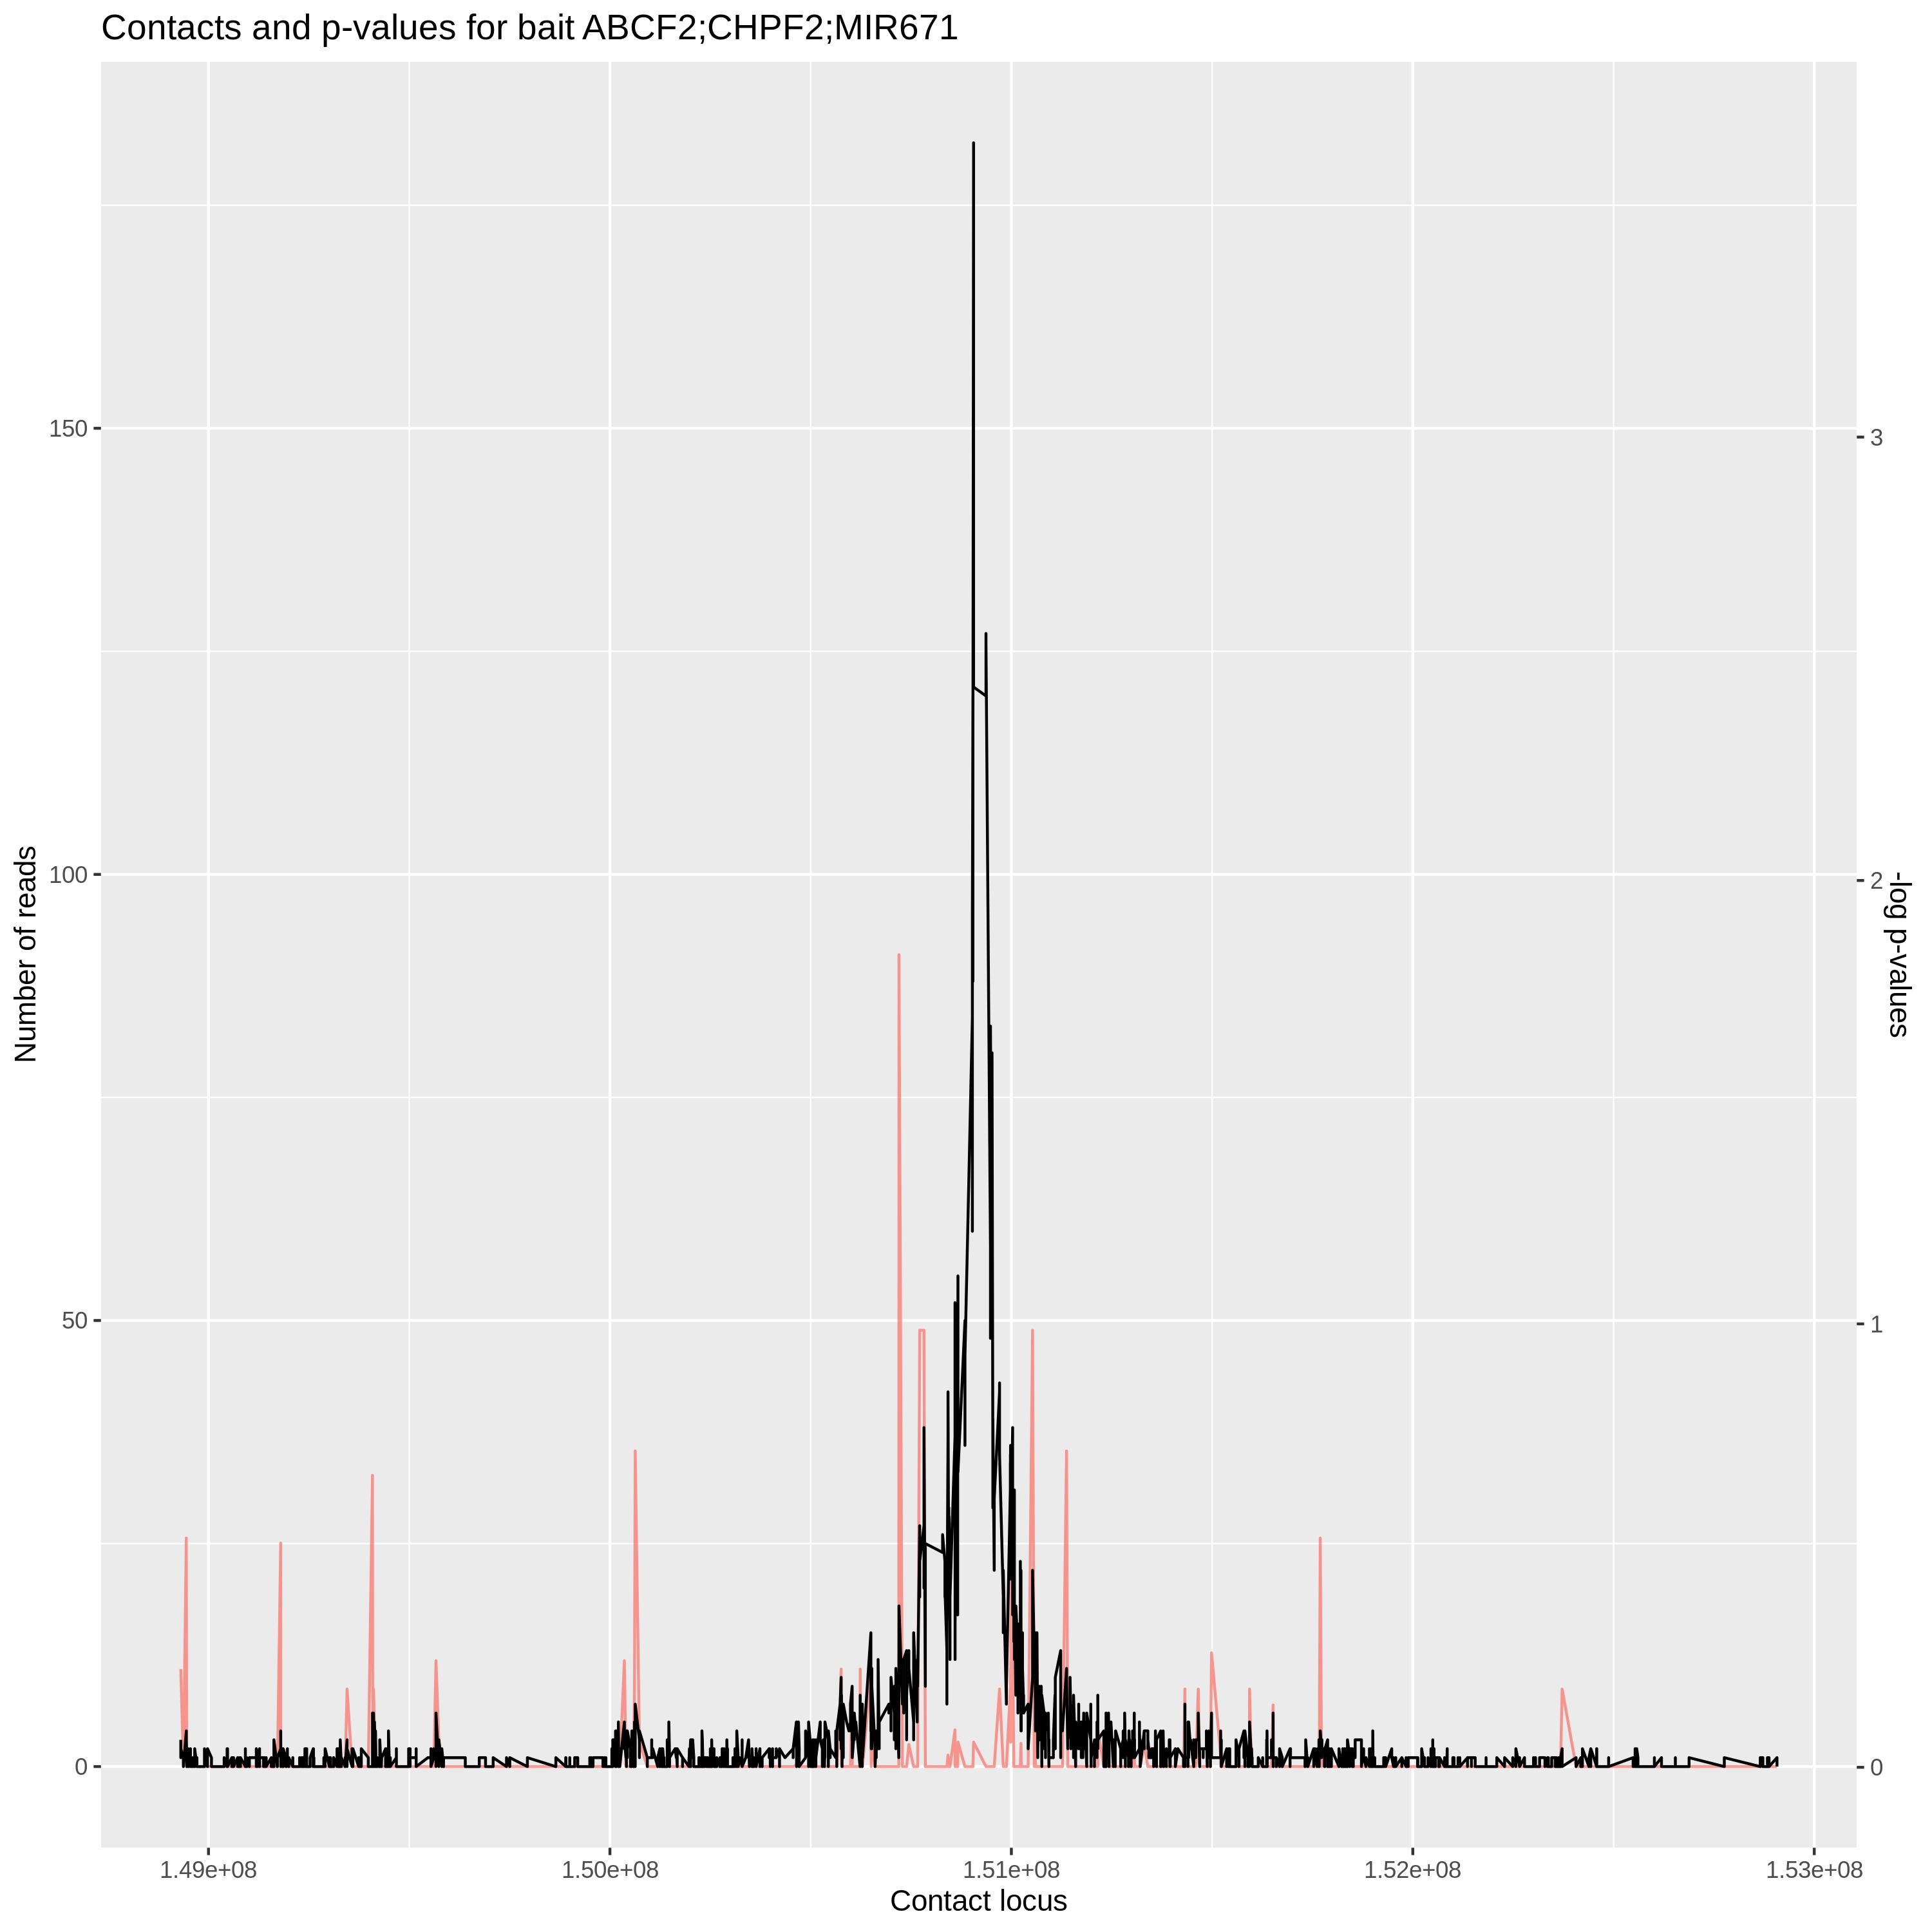 Contacts and p-values for bait ABCF2;CHPF2;MIR671
150
100
50
0
3
2
1
0
Number of reads
-log p-values
1.49e+08
1.50e+08
1.51e+08
1.52e+08
1.53e+08
Contact locus